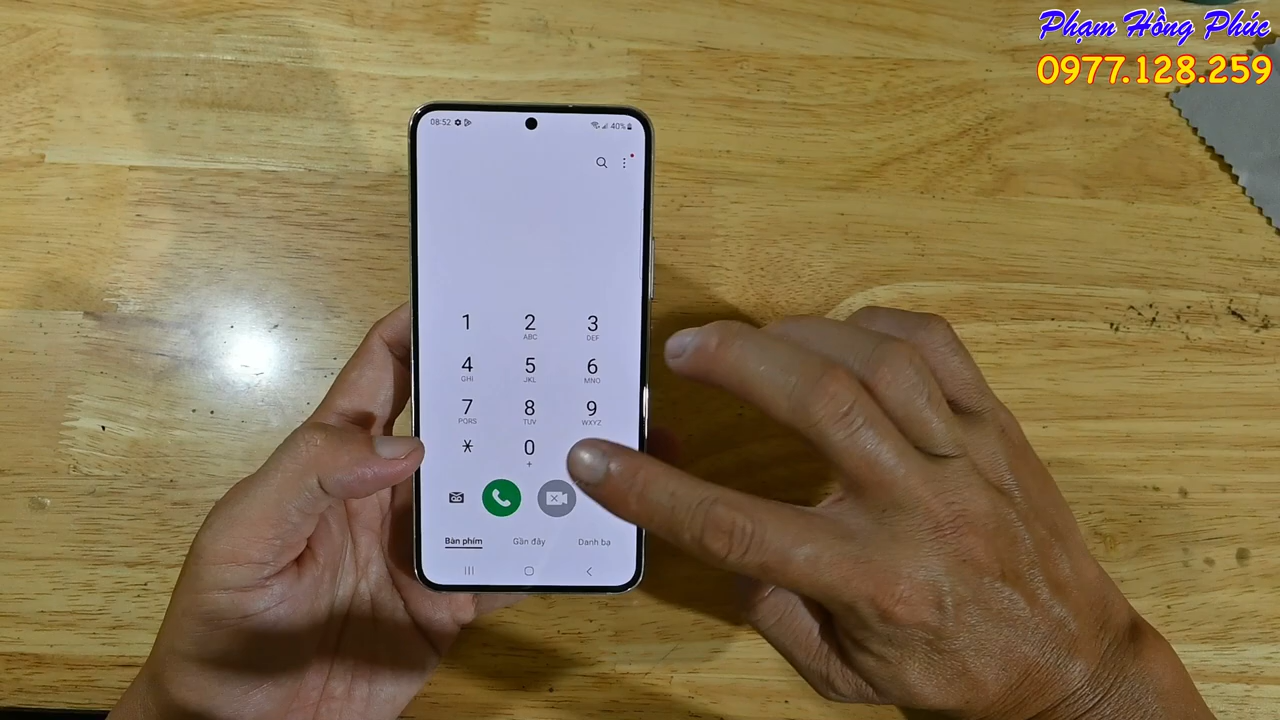 Phạm Hồng Phúc
0977.128.259
08:52
40%
1 2 3
ABC DEF
4 5 6
GHI JKL MNO
7 8 9
PQRS TUV WXYZ
* 0
+
Bàn phím Gần đây Danh bạ